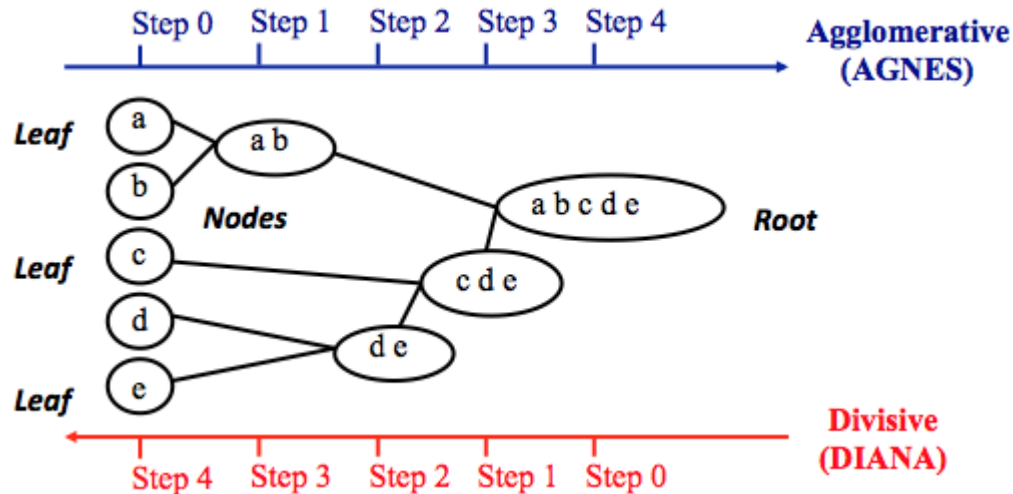 Step 0 Step 1 Step 2 Step 3 Step 4
Agglomerative
(AGNES)
Leaf
a
a b
b
Nodes
a b c d e
Root
Leaf
c
c d e
d
d e
e
Leaf
Divisive
(DIANA)
Step 4 Step 3 Step 2 Step 1 Step 0